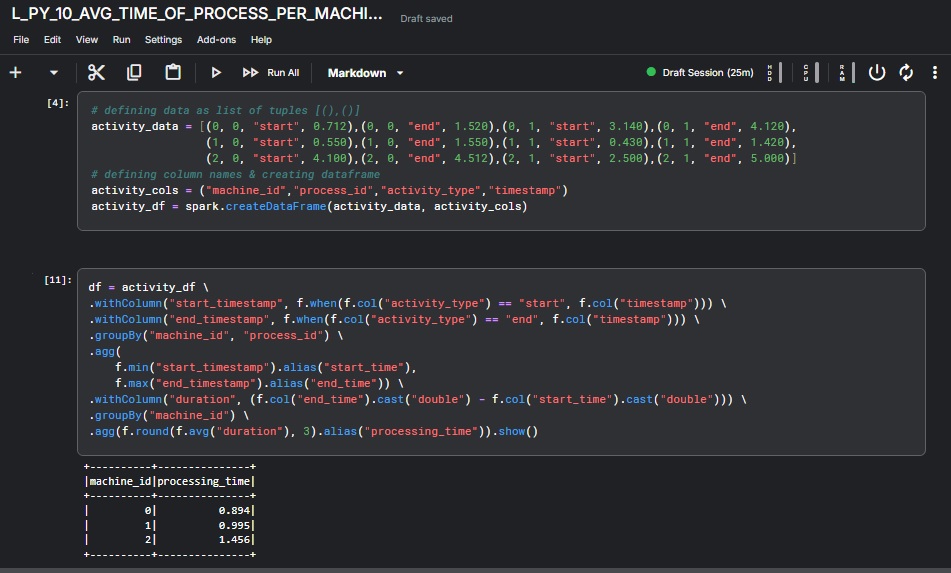 L_PY_10_AVG_TIME_OF_PROCESS_PER_MACHI... Draft saved
File Edit View Run Settings Add-ons Help
+ Run All Markdown Draft Session (25m) HDD CPU RAM
[4]:
# defining data as list of tuples [(),()]
activity_data = [(0, 0, "start", 0.712),(0, 0, "end", 1.520),(0, 1, "start", 3.140),(0, 1, "end", 4.120),
(1, 0, "start", 0.550),(1, 0, "end", 1.550),(1, 1, "start", 0.430),(1, 1, "end", 1.420),
(2, 0, "start", 4.100),(2, 0, "end", 4.512),(2, 1, "start", 2.500),(2, 1, "end", 5.000)]
# defining column names & creating dataframe
activity_cols = ("machine_id","process_id","activity_type","timestamp")
activity_df = spark.createDataFrame(activity_data, activity_cols)
[11]:
df = activity_df \
.withColumn("start_timestamp", f.when(f.col("activity_type") == "start", f.col("timestamp"))) \
.withColumn("end_timestamp", f.when(f.col("activity_type") == "end", f.col("timestamp"))) \
.groupBy("machine_id", "process_id") \
.agg(
f.min("start_timestamp").alias("start_time"),
f.max("end_timestamp").alias("end_time")) \
.withColumn("duration", (f.col("end_time").cast("double") - f.col("start_time").cast("double"))) \
.groupBy("machine_id") \
.agg(f.round(f.avg("duration"), 3).alias("processing_time")).show()
+----------+---------------+
|machine_id|processing_time|
+----------+---------------+
|         0|          0.894|
|         1|          0.995|
|         2|          1.456|
+----------+---------------+